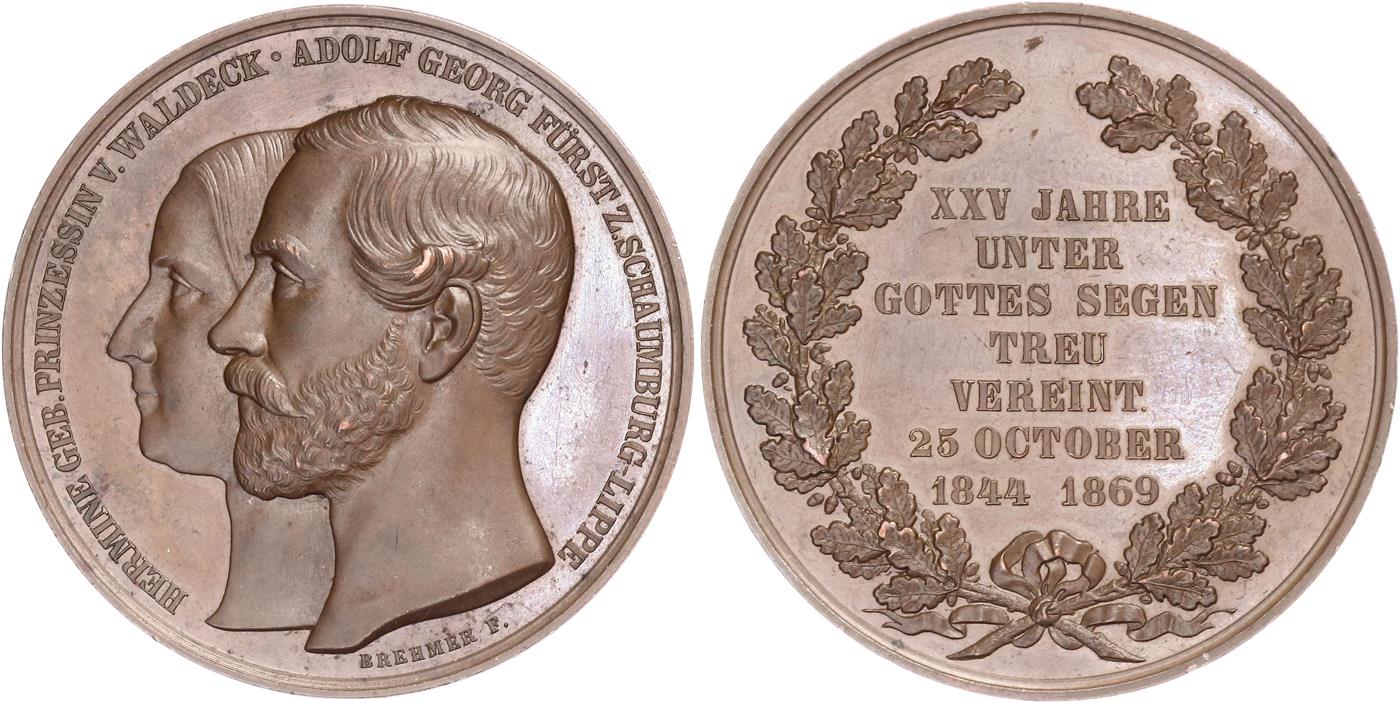 HERMINE GEB. PRINZESSIN V. WALDECK · ADOLF GEORG FÜRST Z. SCHAUMBURG-LIPPE
BREHMER F.
XXV JAHRE
UNTER
GOTTES SEGEN
TREU
VEREINT.
25 OCTOBER
1844 1869